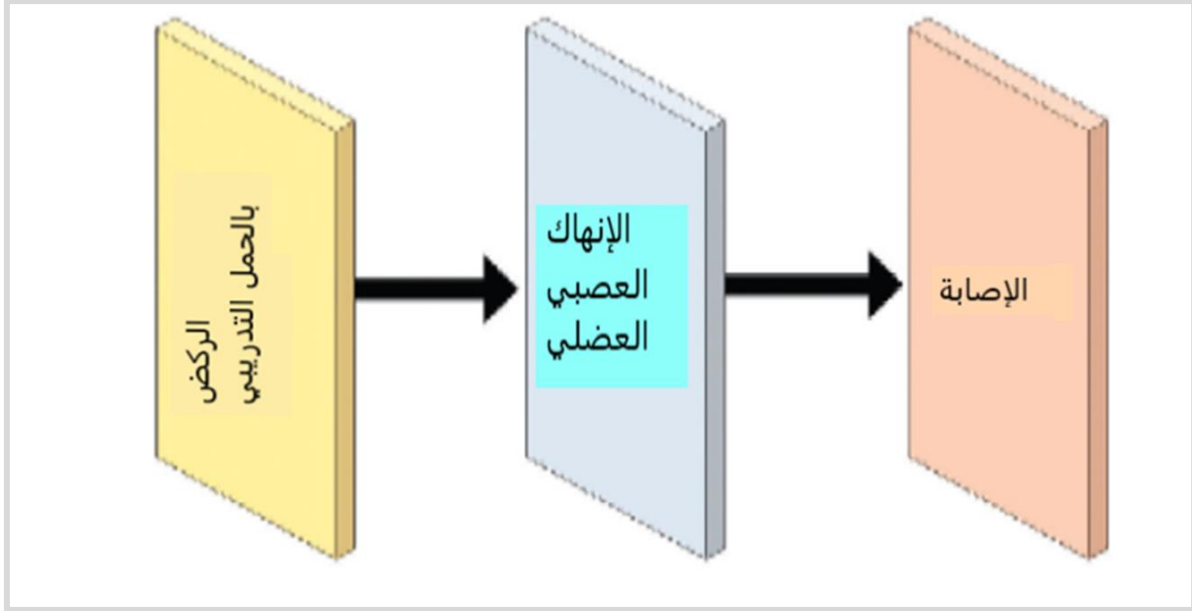 الركض
بالحمل التدريبي
الإنهاك
العصبي
العضلي
الإصابة